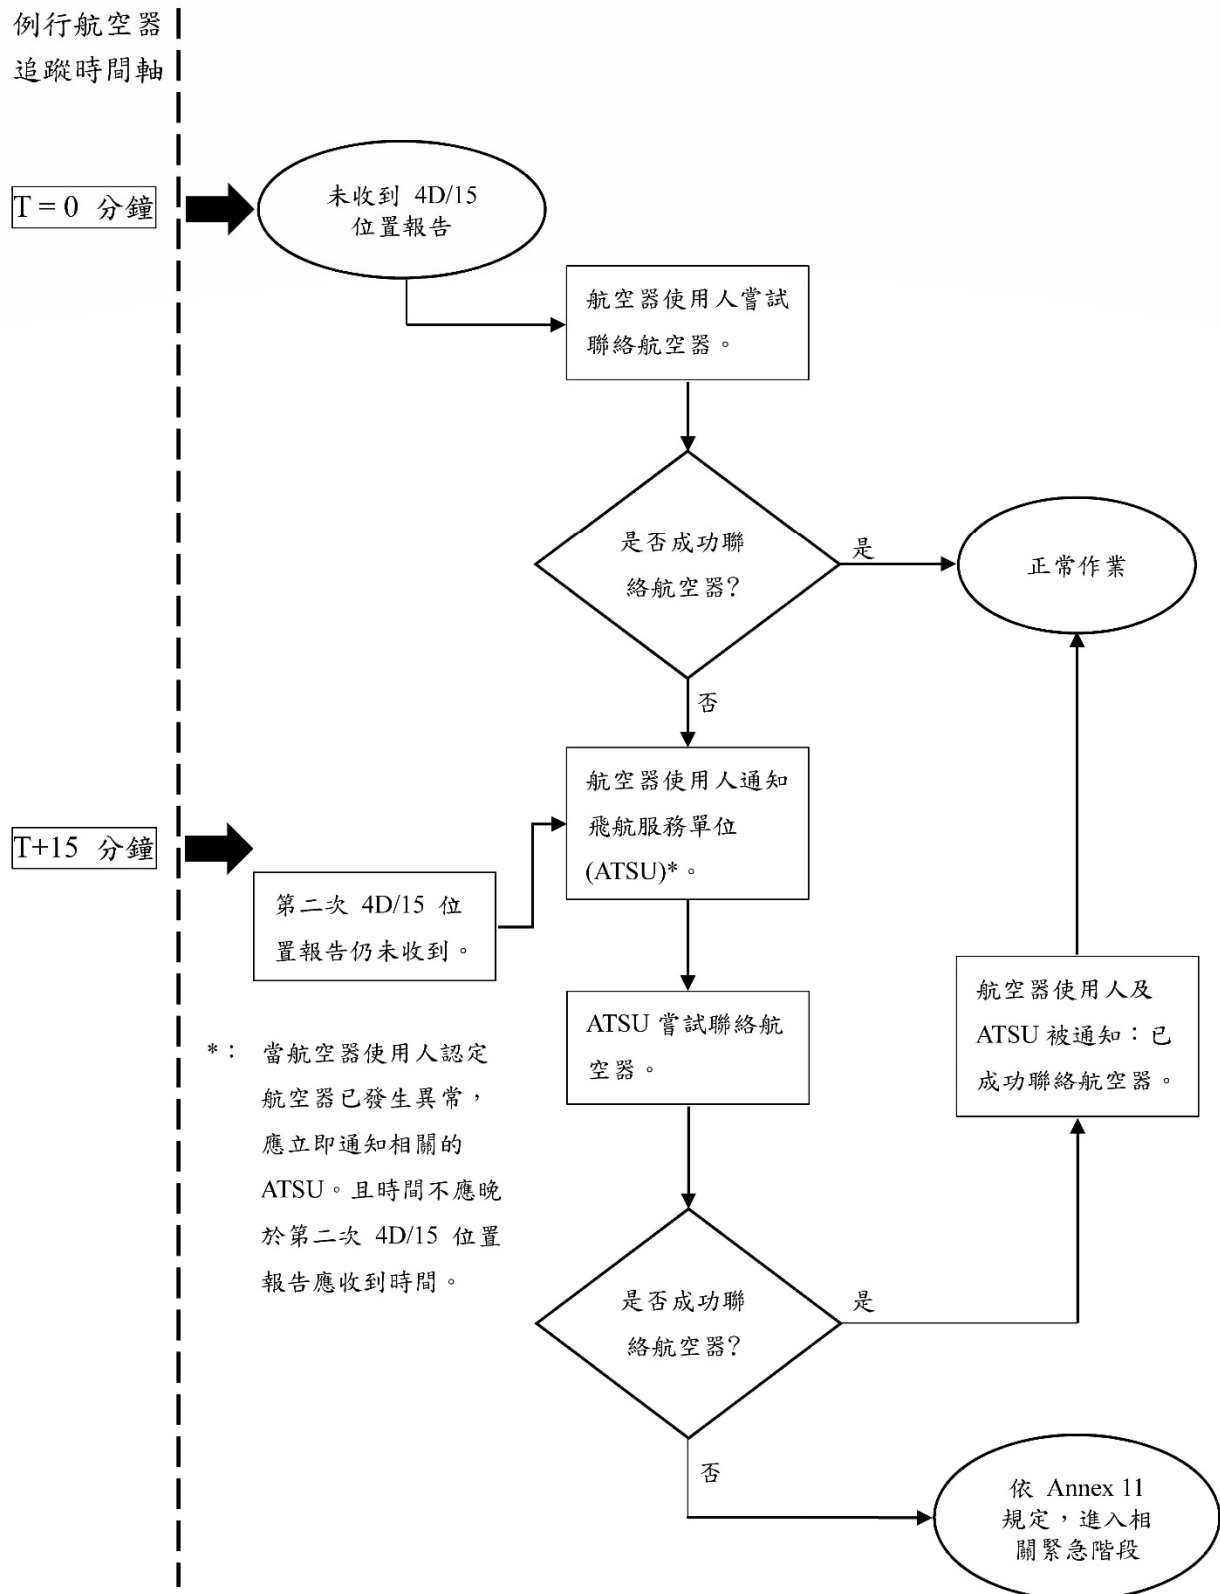 例行航空器
追蹤時間軸
T = 0 分鐘
未收到 4D/15
位置報告
航空器使用人嘗試
聯絡航空器。
是否成功聯
絡航空器?
是
正常作業
否
航空器使用人通知
飛航服務單位
(ATSU)*。
T+15 分鐘
第二次 4D/15 位
置報告仍未收到。
ATSU 嘗試聯絡航
空器。
航空器使用人及
ATSU 被通知：已
成功聯絡航空器。
*： 當航空器使用人認定
航空器已發生異常，
應立即通知相關的
ATSU。且時間不應晚
於第二次 4D/15 位置
報告應收到時間。
是否成功聯
絡航空器?
是
否
依 Annex 11
規定，進入相
關緊急階段